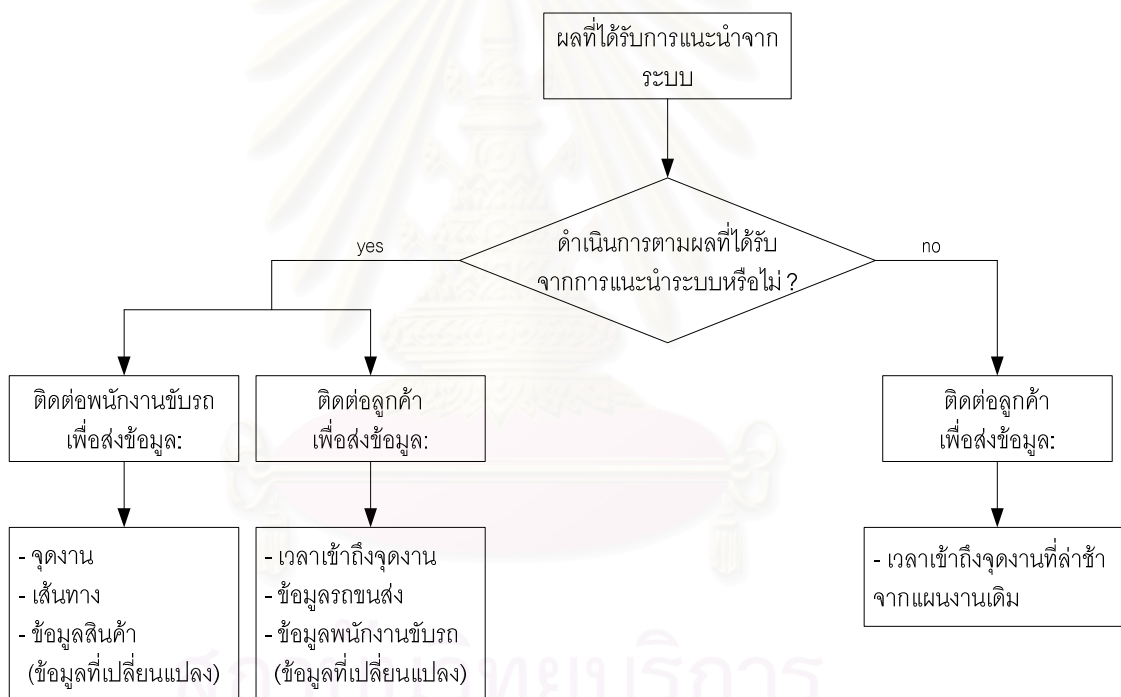 ผลที่ได้รับการแนะนำจาก
ระบบ
ดำเนินการตามผลที่ได้รับ
จากการแนะนำระบบหรือไม่ ?
yes
no
ติดต่อพนักงานขับรถ
เพื่อส่งข้อมูล:
ติดต่อลูกค้า
เพื่อส่งข้อมูล:
ติดต่อลูกค้า
เพื่อส่งข้อมูล:
- จุดงาน
- เส้นทาง
- ข้อมูลสินค้า
(ข้อมูลที่เปลี่ยนแปลง)
- เวลาเข้าถึงจุดงาน
- ข้อมูลรถขนส่ง
- ข้อมูลพนักงานขับรถ
(ข้อมูลที่เปลี่ยนแปลง)
- เวลาเข้าถึงจุดงานที่ล่าช้า
จากแผนงานเดิม